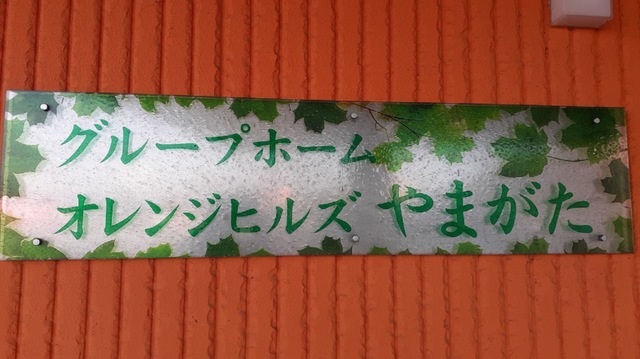 グループホーム
オレンジヒルズ やまがた